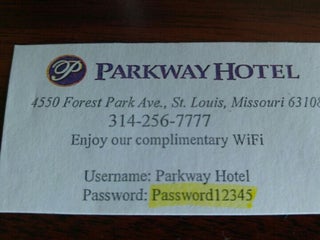 P PARKWAY HOTEL
4550 Forest Park Ave., St. Louis, Missouri 63108
314-256-7777
Enjoy our complimentary WiFi
Username: Parkway Hotel
Password: Password12345